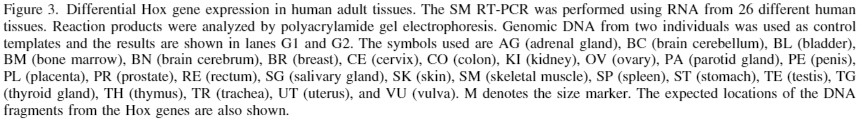 Figure 3. Differential Hox gene expression in human adult tissues. The SM RT-PCR was performed using RNA from 26 different human
tissues. Reaction products were analyzed by polyacrylamide gel electrophoresis. Genomic DNA from two individuals was used as control
templates and the results are shown in lanes G1 and G2. The symbols used are AG (adrenal gland), BC (brain cerebellum), BL (bladder),
BM (bone marrow), BN (brain cerebrum), BR (breast), CE (cervix), CO (colon), KI (kidney), OV (ovary), PA (parotid gland), PE (penis),
PL (placenta), PR (prostate), RE (rectum), SG (salivary gland), SK (skin), SM (skeletal muscle), SP (spleen), ST (stomach), TE (testis), TG
(thyroid gland), TH (thymus), TR (trachea), UT (uterus), and VU (vulva). M denotes the size marker. The expected locations of the DNA
fragments from the Hox genes are also shown.